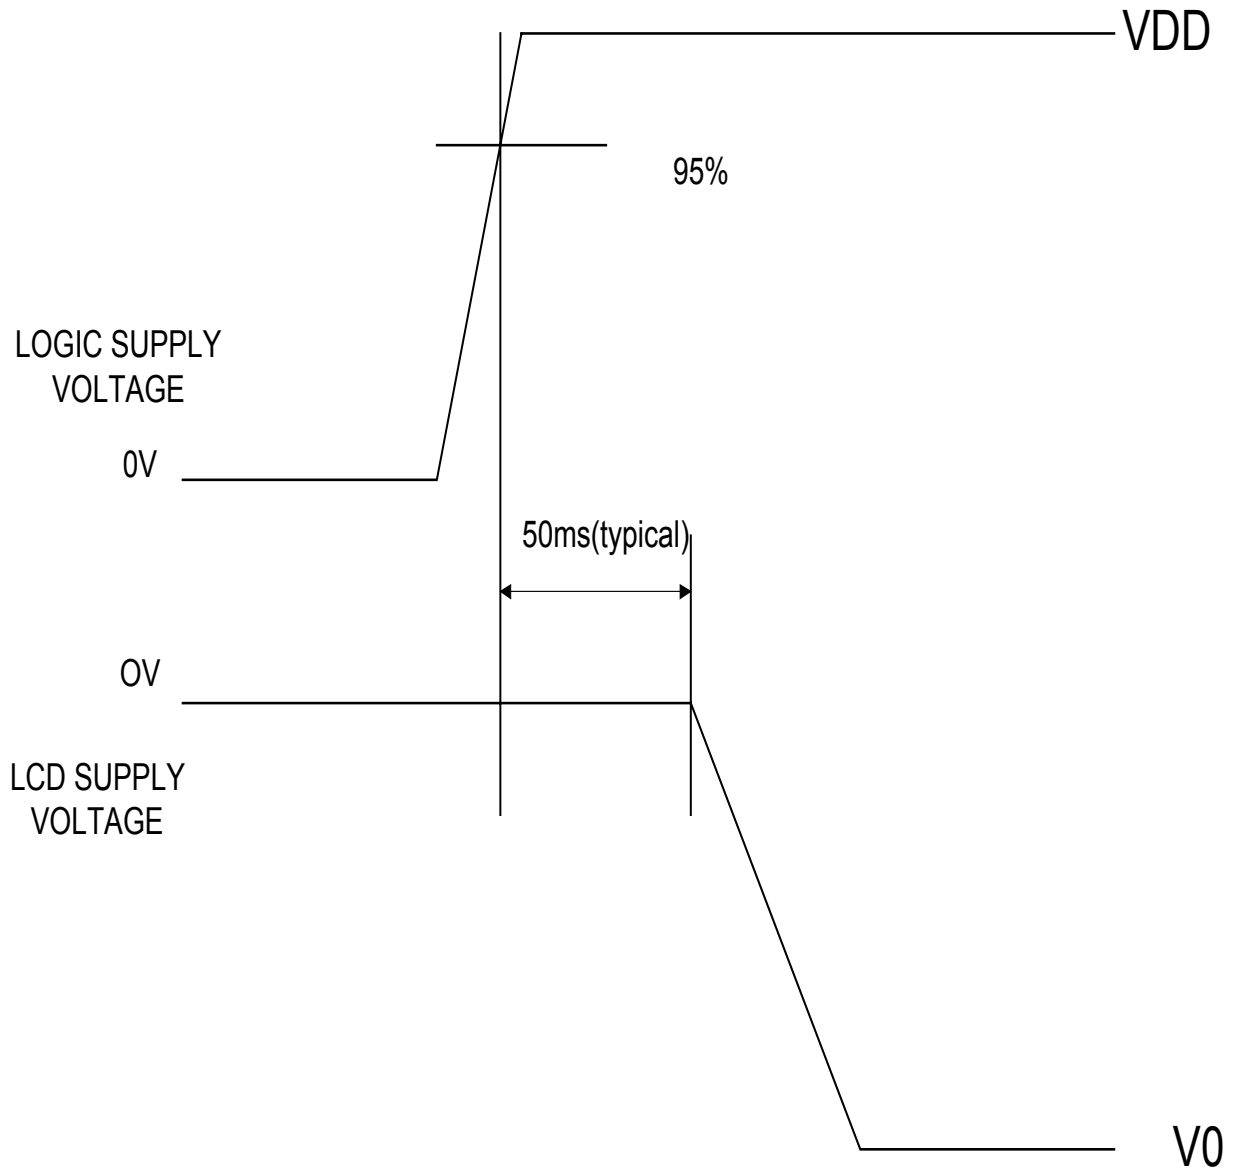 VDD
95%
LOGIC SUPPLY
VOLTAGE
0V
50ms(typical)
OV
LCD SUPPLY
VOLTAGE
V0